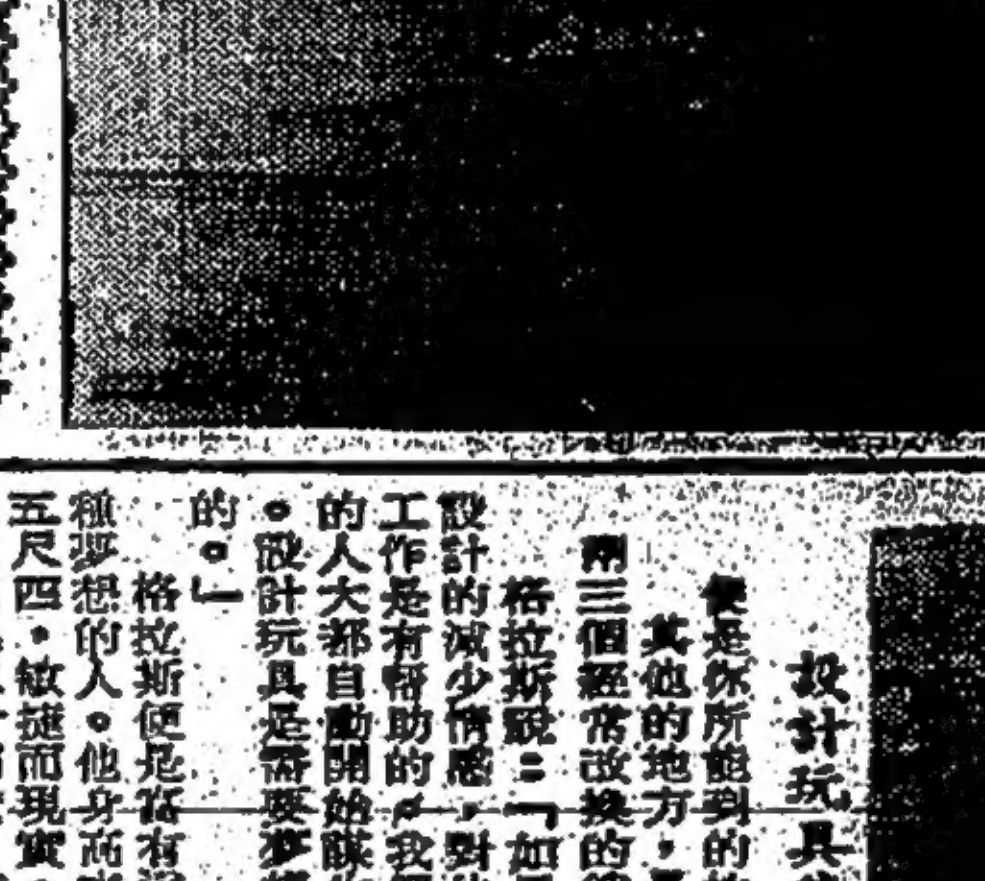 設計玩具
便是你所能到的
其他的地方，
兩三個經常改換的
格拉斯說：「如
設計的減少情感，對
工作是有幫助的。我
的人大都自動開始
。設計玩具是需要
的。」
格拉斯便是富有
種夢想的人。他身高
五尺四，敏捷而現實